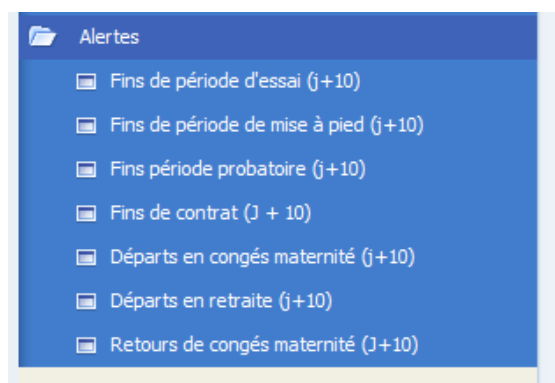 Alertes
Fins de période d'essai (j+10)
Fins de période de mise à pied (j+10)
Fins période probatoire (j+10)
Fins de contrat (J + 10)
Départs en congés maternité (j+10)
Départs en retraite (j+10)
Retours de congés maternité (J+10)